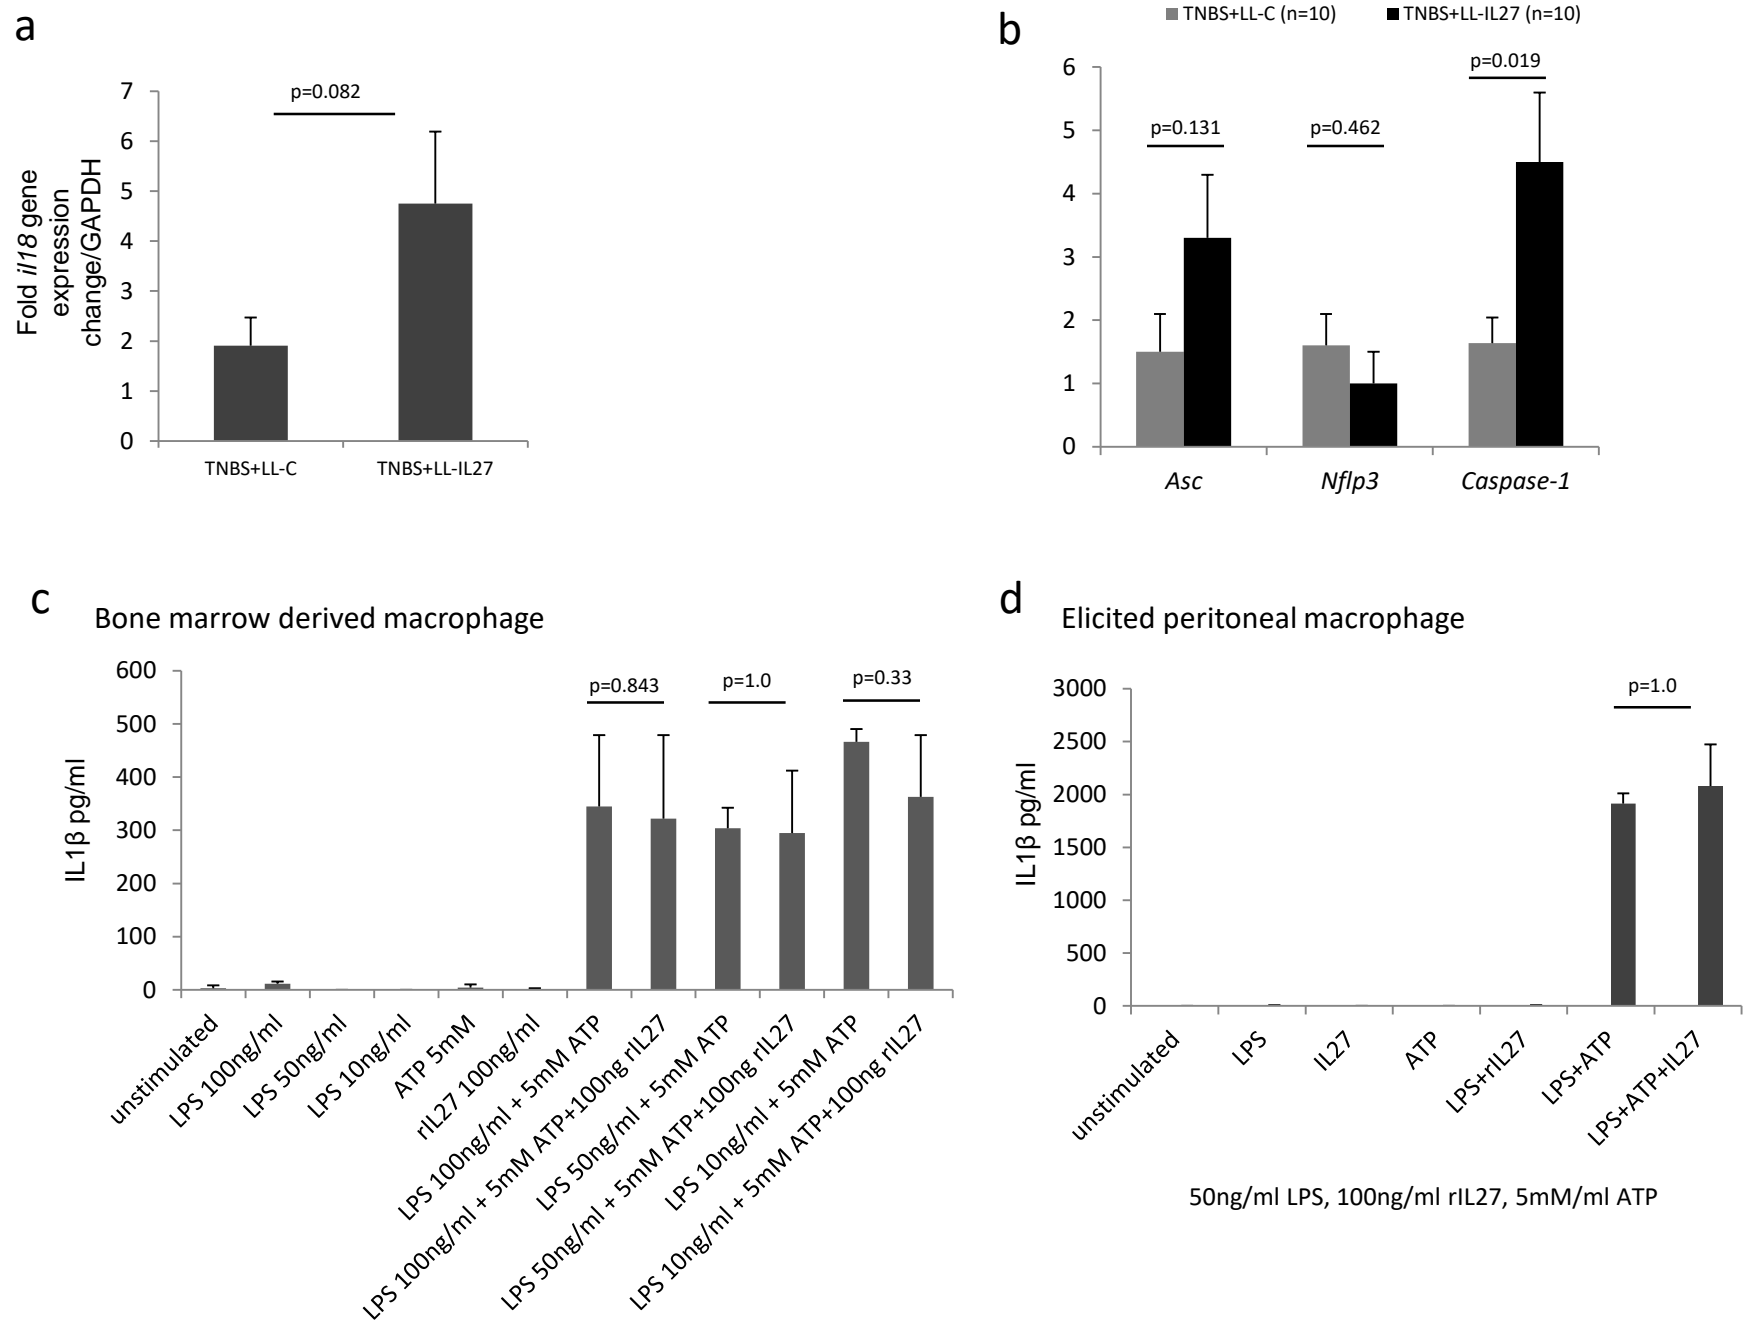 a
p=0.082
7
6
5
4
3
2
1
0
Fold il18 gene
expression
change/GAPDH
TNBS+LL-C
TNBS+LL-IL27
b
TNBS+LL-C (n=10)
TNBS+LL-IL27 (n=10)
6
5
4
3
2
1
0
p=0.131
p=0.462
p=0.019
Asc
Nflp3
Caspase-1
c
Bone marrow derived macrophage
600
500
400
300
200
100
0
IL1β pg/ml
p=0.843
p=1.0
p=0.33
unstimulated
LPS 100ng/ml
LPS 50ng/ml
LPS 10ng/ml
ATP 5mM
rIL27 100ng/ml
LPS 100ng/ml + 5mM ATP
LPS 100ng/ml + 5mM ATP+100ng rIL27
LPS 50ng/ml + 5mM ATP
LPS 50ng/ml + 5mM ATP+100ng rIL27
LPS 10ng/ml + 5mM ATP
LPS 10ng/ml + 5mM ATP+100ng rIL27
d
Elicited peritoneal macrophage
3000
2500
2000
1500
1000
500
0
IL1β pg/ml
p=1.0
unstimulated
LPS
IL27
ATP
LPS+rIL27
LPS+ATP
LPS+ATP+IL27
50ng/ml LPS, 100ng/ml rIL27, 5mM/ml ATP